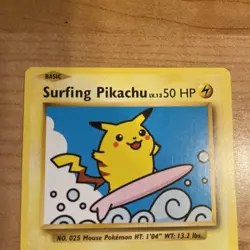 BASIC
Surfing Pikachu LV.13 50 HP
NO. 025 Mouse Pokémon HT: 1'04" WT: 13.2 lbs.